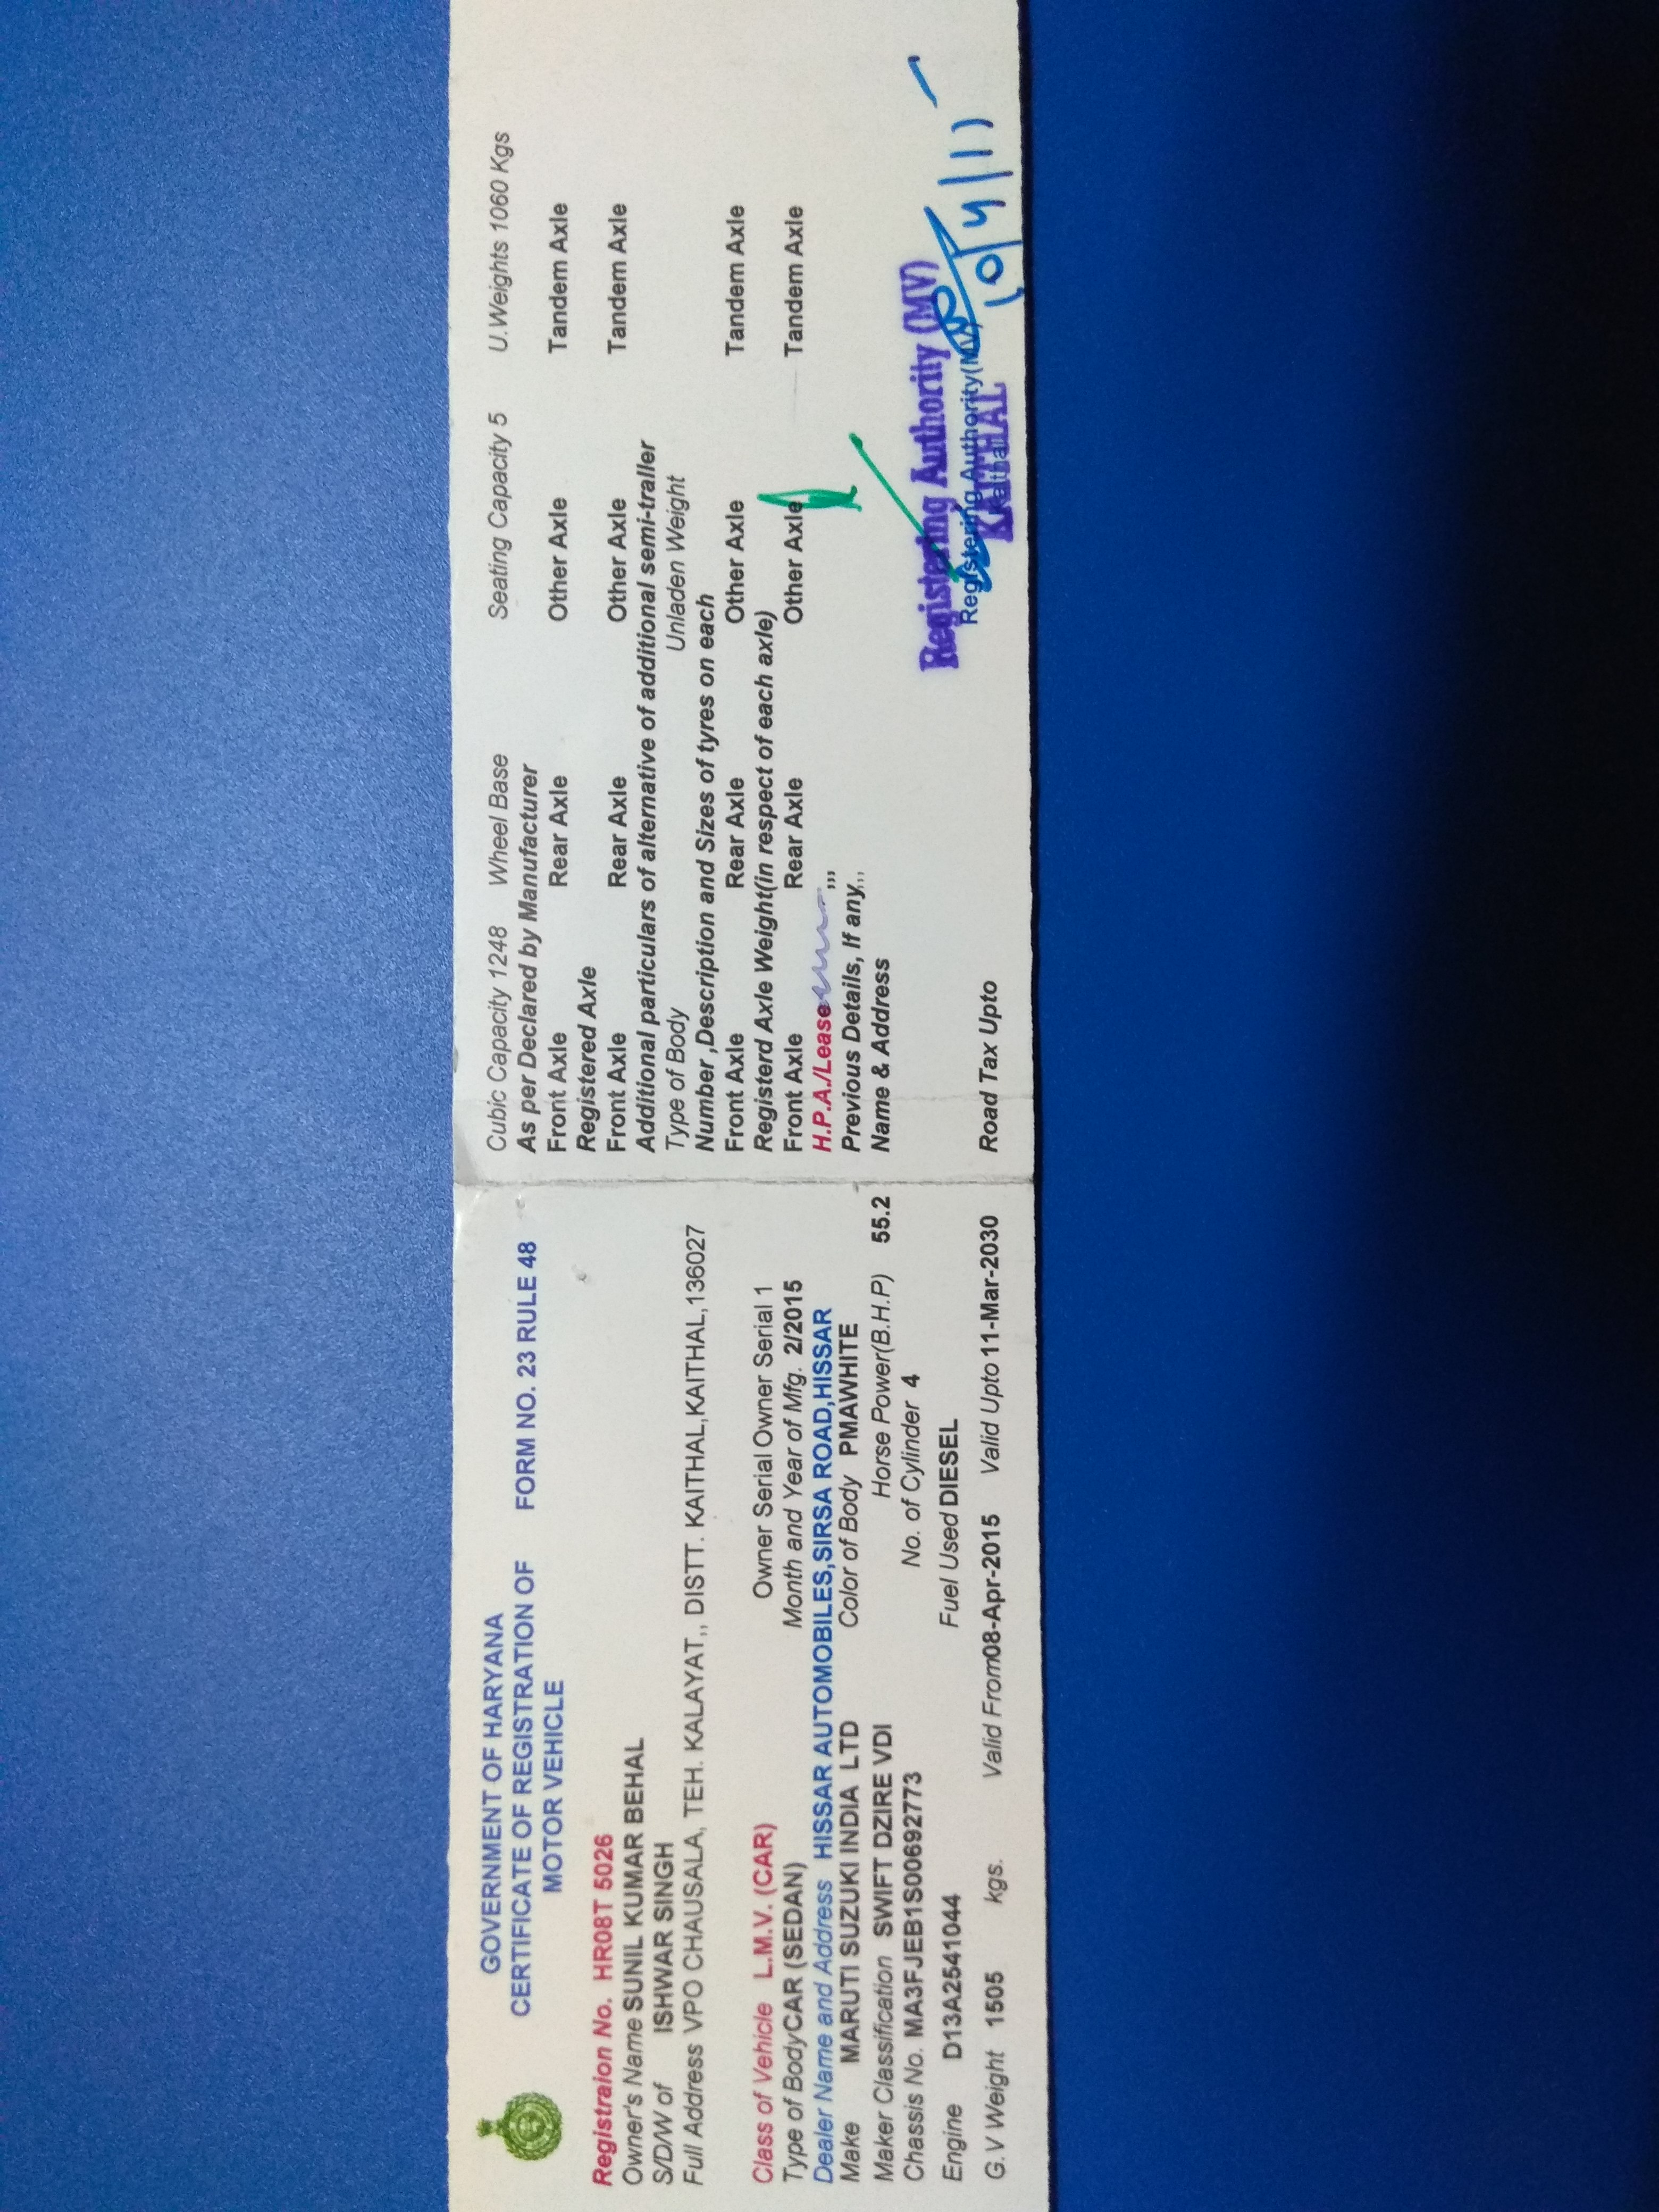 GOVERNMENT OF HARYANA
CERTIFICATE OF REGISTRATION OF FORM NO. 23 RULE 48
MOTOR VEHICLE
Registraion No. HR08T 5026
Owner's Name SUNIL KUMAR BEHAL
S/D/W of ISHWAR SINGH
Full Address VPO CHAUSALA, TEH. KALAYAT,, DISTT. KAITHAL,KAITHAL,136027
Class of Vehicle L.M.V. (CAR) Owner Serial Owner Serial 1
Type of BodyCAR (SEDAN) Month and Year of Mfg. 2/2015
Dealer Name and Address HISSAR AUTOMOBILES,SIRSA ROAD,HISSAR
Make MARUTI SUZUKI INDIA LTD Color of Body PMAWHITE
Maker Classification SWIFT DZIRE VDI Horse Power(B.H.P) 55.2
Chassis No. MA3FJEB1S00692773 No. of Cylinder 4
Engine D13A2541044 Fuel Used DIESEL
G.V Weight 1505 kgs. Valid From08-Apr-2015 Valid Upto 11-Mar-2030
Cubic Capacity 1248 Wheel Base Seating Capacity 5 U.Weights 1060 Kgs
As per Declared by Manufacturer
Front Axle Rear Axle Other Axle Tandem Axle
Registered Axle
Front Axle Rear Axle Other Axle Tandem Axle
Additional particulars of alternative of additional semi-traller
Type of Body Unladen Weight
Number ,Description and Sizes of tyres on each
Front Axle Rear Axle Other Axle Tandem Axle
Registerd Axle Weight(in respect of each axle)
Front Axle Rear Axle Other Axle Tandem Axle
H.P.A./Lease ,,,
Previous Details, If any,,,
Name & Address
Registering Authority (MV)
Registering Authority(MV)
KAITHAL
Kaithal
Road Tax Upto